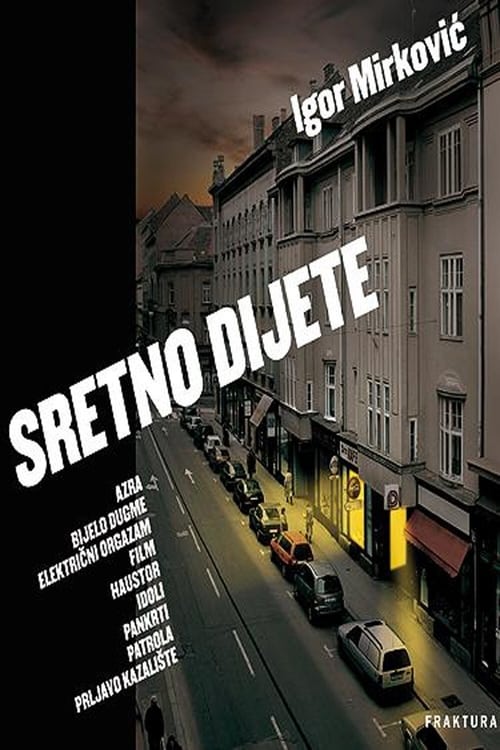 Igor Mirković
SRETNO DIJETE
AZRA
BIJELO DUGME
ELEKTRIČNI ORGAZAM
FILM
HAUSTOR
IDOLI
PANKRTI
PATROLA
PRLJAVO KAZALIŠTE
FRAKTURA